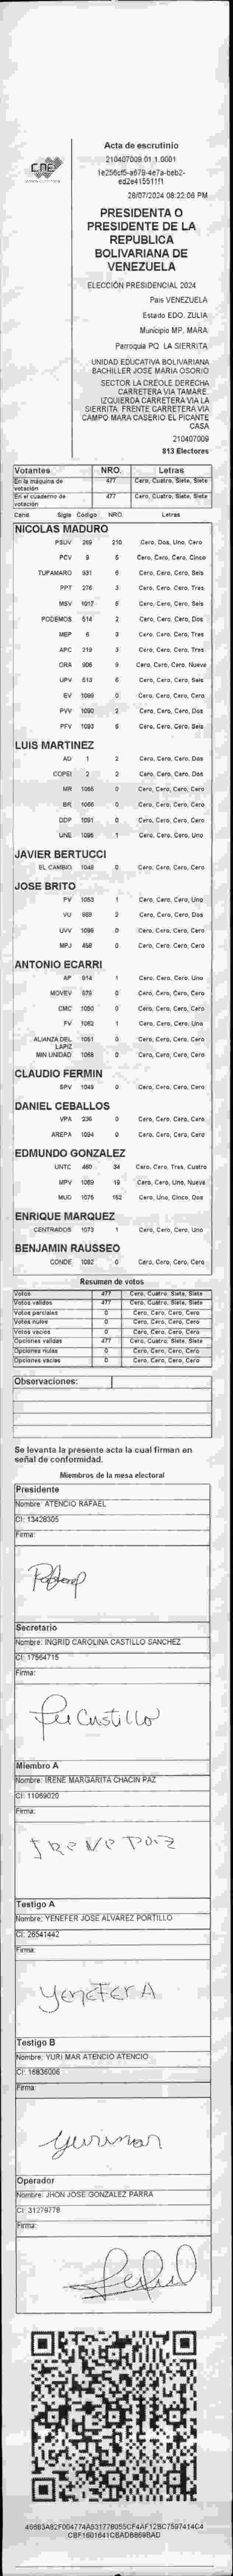 cne
Acta de escrutinio
210407009.01.1.0001
1e256cf6-a679-4e7a-beb2-
ed2e415511f1
28/07/2024 08:22:06 PM
PRESIDENTA O
PRESIDENTE DE LA
REPUBLICA
BOLIVARIANA DE
VENEZUELA
ELECCIÓN PRESIDENCIAL 2024
Pais VENEZUELA
Estado EDO. ZULIA
Municipio MP. MARA
Parroquia PQ. LA SIERRITA
UNIDAD EDUCATIVA BOLIVARIANA
BACHILLER JOSE MARIA OSORIO
SECTOR LA CREOLE DERECHA
CARRETERA VIA TAMARE.
IZQUIERDA CARRETERA VIA LA
SIERRITA. FRENTE CARRETERA VIA
CAMPO MARA CASERIO EL PICANTE
CASA
210407009
813 Electores
Votantes NRO. Letras
En la máquina de votación 477 Cero, Cuatro, Siete, Siete
En el cuaderno de votación 477 Cero, Cuatro, Siete, Siete
Cand. Sigla Código NRO. Letras
NICOLAS MADURO
PSUV 269 210 Cero, Dos, Uno, Cero
PCV 9 5 Cero, Cero, Cero, Cinco
TUPAMARO 931 6 Cero, Cero, Cero, Seis
PPT 276 3 Cero, Cero, Cero, Tres
MSV 1017 6 Cero, Cero, Cero, Seis
PODEMOS 514 2 Cero, Cero, Cero, Dos
MEP 6 3 Cero, Cero, Cero, Tres
APC 219 3 Cero, Cero, Cero, Tres
ORA 906 9 Cero, Cero, Cero, Nueve
UPV 513 6 Cero, Cero, Cero, Seis
EV 1099 0 Cero, Cero, Cero, Cero
PVV 1090 2 Cero, Cero, Cero, Dos
PFV 1093 6 Cero, Cero, Cero, Seis
LUIS MARTINEZ
AD 1 2 Cero, Cero, Cero, Dos
COPEI 2 2 Cero, Cero, Cero, Dos
MR 1065 0 Cero, Cero, Cero, Cero
BR 1066 0 Cero, Cero, Cero, Cero
DDP 1091 0 Cero, Cero, Cero, Cero
UNE 1095 1 Cero, Cero, Cero, Uno
JAVIER BERTUCCI
EL CAMBIO 1048 0 Cero, Cero, Cero, Cero
JOSE BRITO
PV 1053 1 Cero, Cero, Cero, Uno
VU 2 Cero, Cero, Cero, Dos
UVV 1096 0 Cero, Cero, Cero, Cero
MPJ 458 0 Cero, Cero, Cero, Cero
ANTONIO ECARRI
AP 914 1 Cero, Cero, Cero, Uno
MOVEV 979 0 Cero, Cero, Cero, Cero
CMC 1050 0 Cero, Cero, Cero, Cero
FV 1062 1 Cero, Cero, Cero, Uno
ALIANZA DEL LAPIZ 1051 0 Cero, Cero, Cero, Cero
MIN UNIDAD 1068 0 Cero, Cero, Cero, Cero
CLAUDIO FERMIN
SPV 1049 0 Cero, Cero, Cero, Cero
DANIEL CEBALLOS
VPA 236 0 Cero, Cero, Cero, Cero
AREPA 1094 0 Cero, Cero, Cero, Cero
EDMUNDO GONZALEZ
UNTC 460 34 Cero, Cero, Tres, Cuatro
MPV 1069 19 Cero, Cero, Uno, Nueve
MUD 1075 152 Cero, Uno, Cinco, Dos
ENRIQUE MARQUEZ
CENTRADOS 1073 1 Cero, Cero, Cero, Uno
BENJAMIN RAUSSEO
CONDE 1092 0 Cero, Cero, Cero, Cero
Resumen de votos
Votos 477 Cero, Cuatro, Siete, Siete
Votos validos 477 Cero, Cuatro, Siete, Siete
Votos parciales 0 Cero, Cero, Cero, Cero
Votos nulos 0 Cero, Cero, Cero, Cero
Votos vacios 0 Cero, Cero, Cero, Cero
Opciones validas 477 Cero, Cuatro, Siete, Siete
Opciones nulas 0 Cero, Cero, Cero, Cero
Opciones vacias 0 Cero, Cero, Cero, Cero
Observaciones:
Se levanta la presente acta la cual firman en
señal de conformidad.
Miembros de la mesa electoral
Presidente
Nombre: ATENCIO RAFAEL
CI: 13428305
Firma:
Secretario
Nombre: INGRID CAROLINA CASTILLO SANCHEZ
CI: 17564715
Firma:
Castillo
Miembro A
Nombre: IRENE MARGARITA CHACIN PAZ
CI: 11069020
Firma:
IReNe PaZ
Testigo A
Nombre: YENEFER JOSE ALVAREZ PORTILLO
CI: 26541442
Firma:
YeneFer A
Testigo B
Nombre: YURI MAR ATENCIO ATENCIO
CI: 16836006
Firma:
Yurimar
Operador
Nombre: JHON JOSE GONZALEZ PARRA
CI: 31279778
Firma: